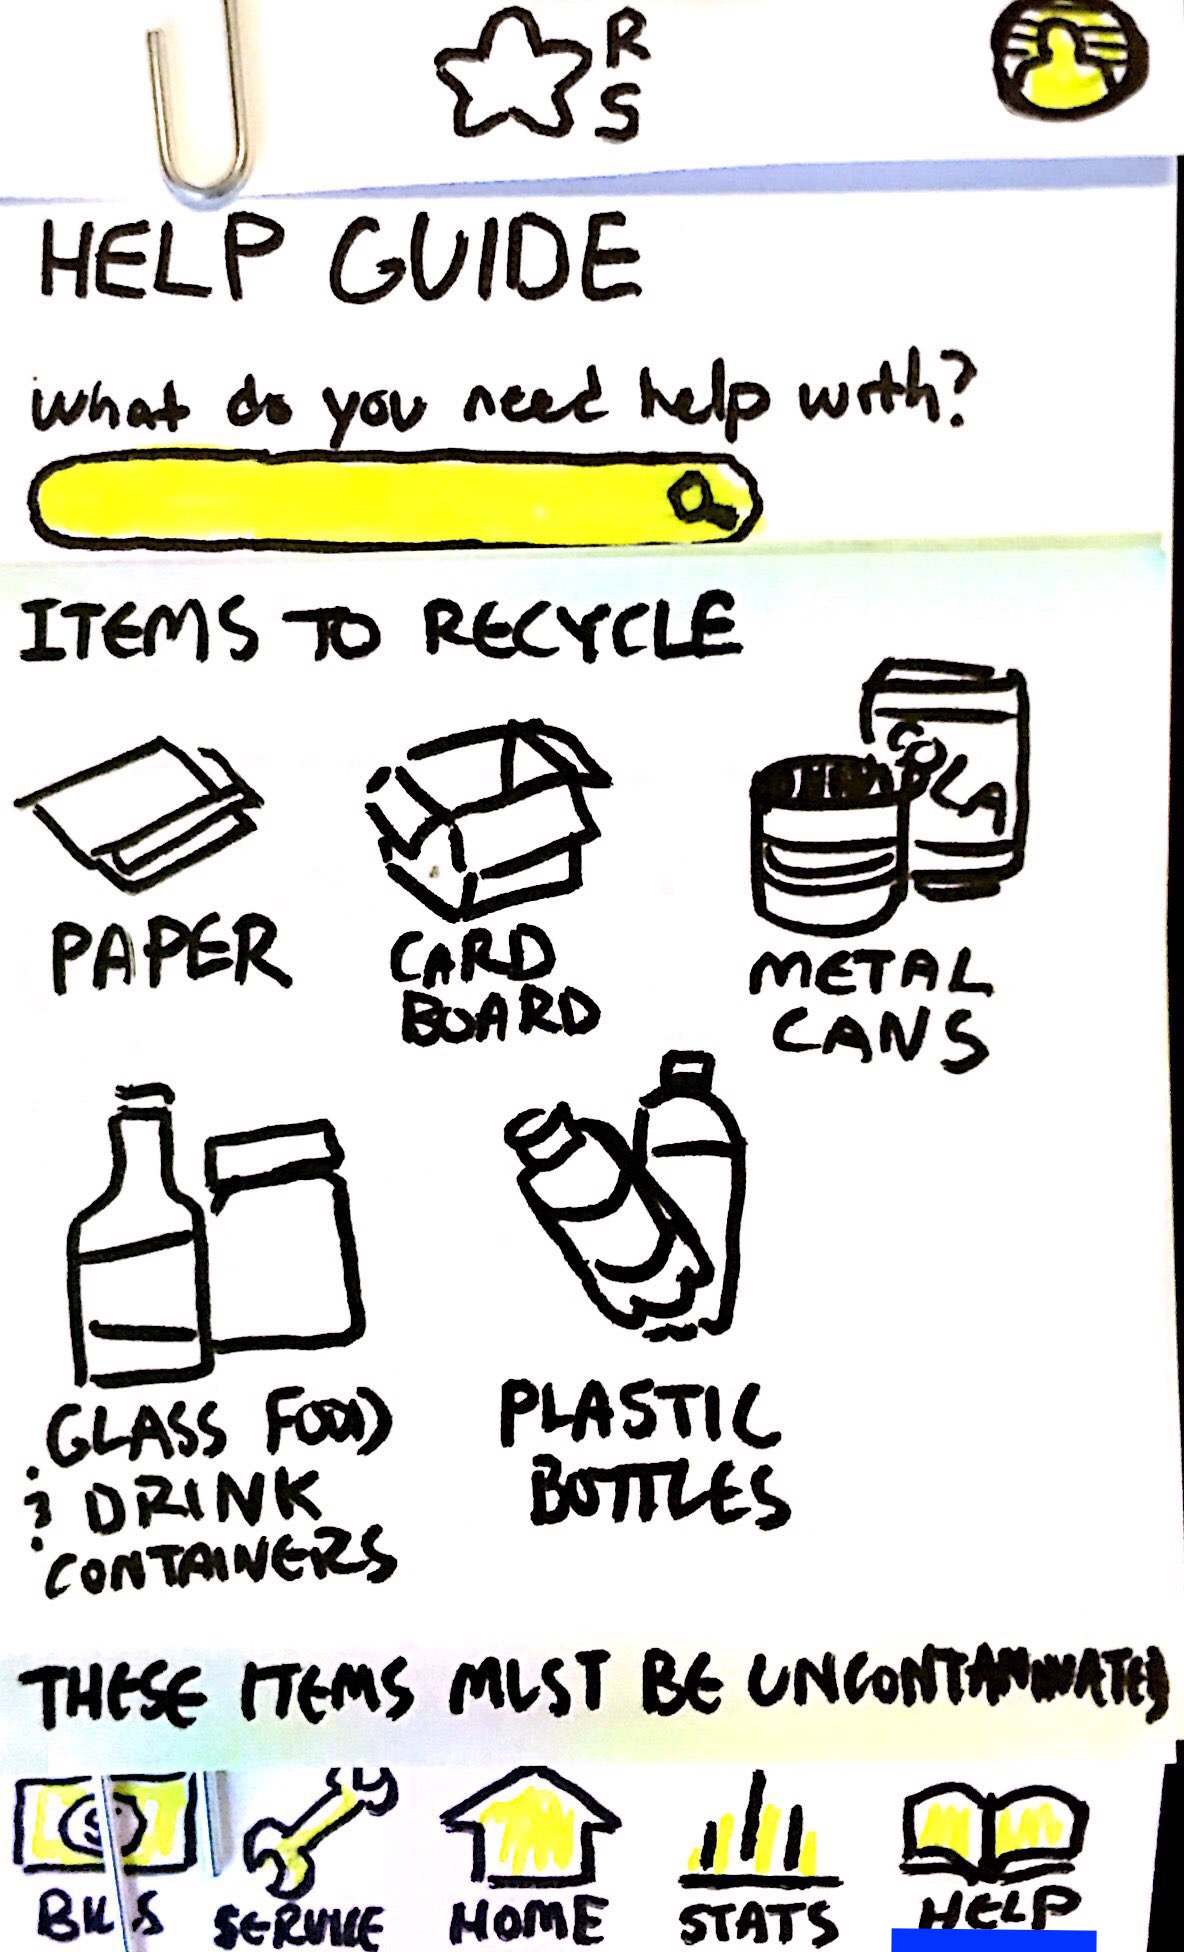 R
S
HELP GUIDE
What do you need help with?
ITEMS TO RECYCLE
COLA
PAPER
CARD
BOARD
METAL
CANS
GLASS FOOD
& DRINK
CONTAINERS
PLASTIC
BOTTLES
THESE ITEMS MUST BE UNCONTAMINATED
$
BILLS SERVICE HOME STATS HELP